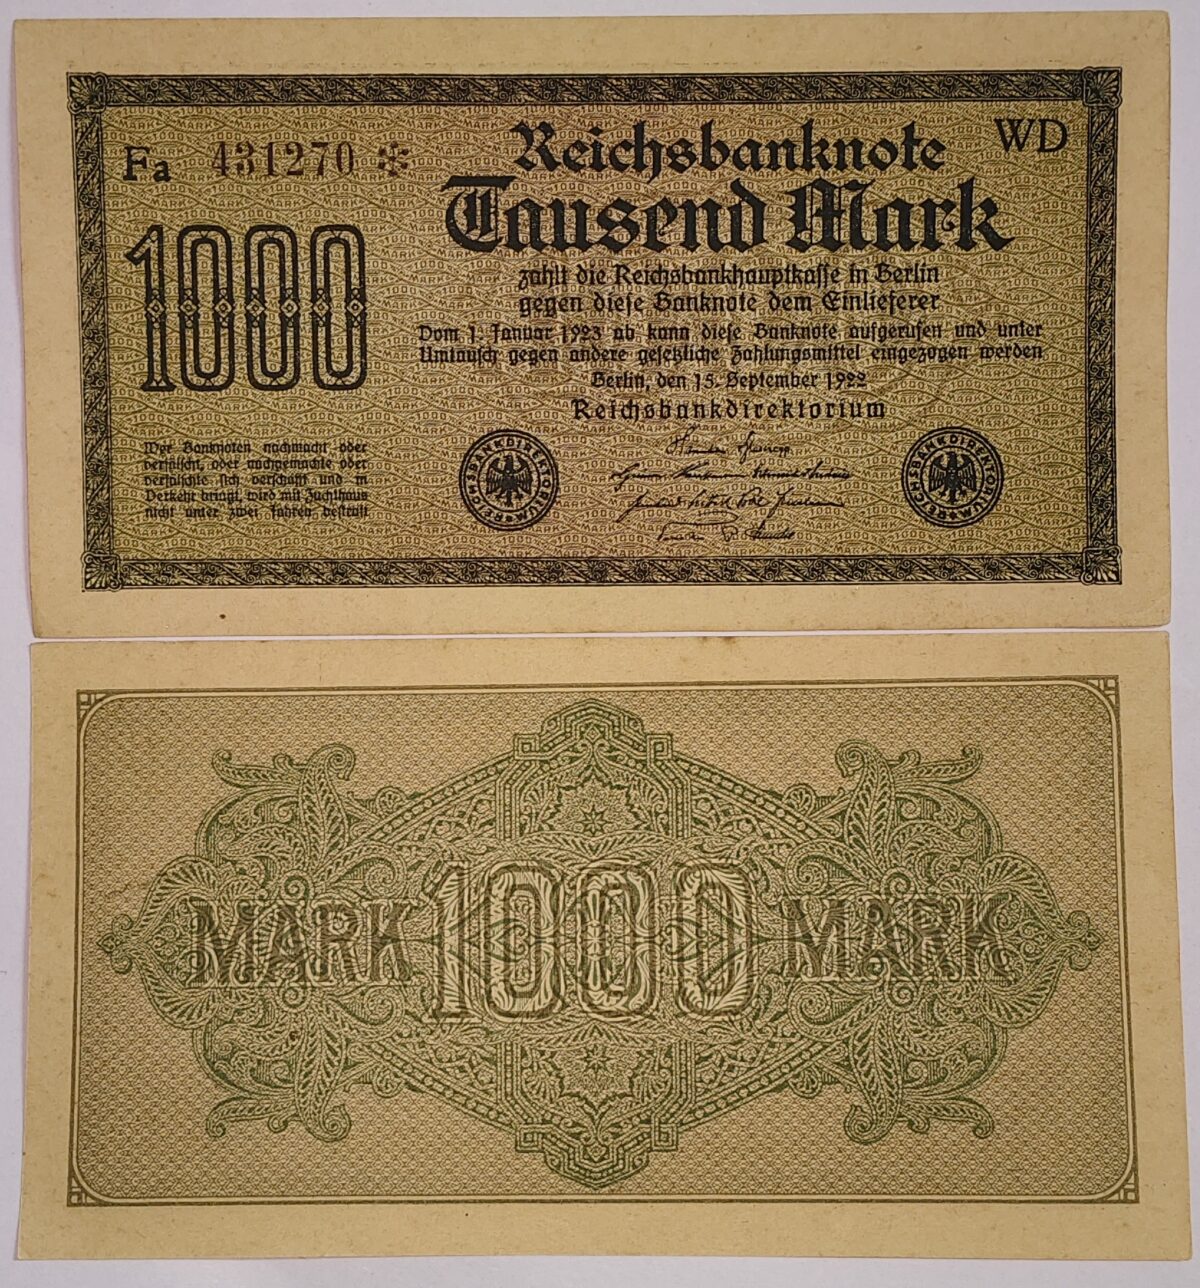 Fa 431270 * WD
Reichsbanknote
Tausend Mark
1000
zahlt die Reichsbankhauptkasse in Berlin
gegen diese Banknote dem Einlieferer
Vom 1. Januar 1923 ab kann diese Banknote aufgerufen und unter
Umtausch gegen andere gesetzliche Zahlungsmittel eingezogen werden
Berlin, den 15. September 1922
Reichsbankdirektorium
Wer Banknoten nachmacht oder
verfälscht, oder nachgemachte oder
verfälschte sich verschafft und in
Verkehr bringt, wird mit Zuchthaus
nicht unter zwei Jahren bestraft
REICHSBANKDIREKTORIUM
REICHSBANKDIREKTORIUM
MARK 1000 MARK